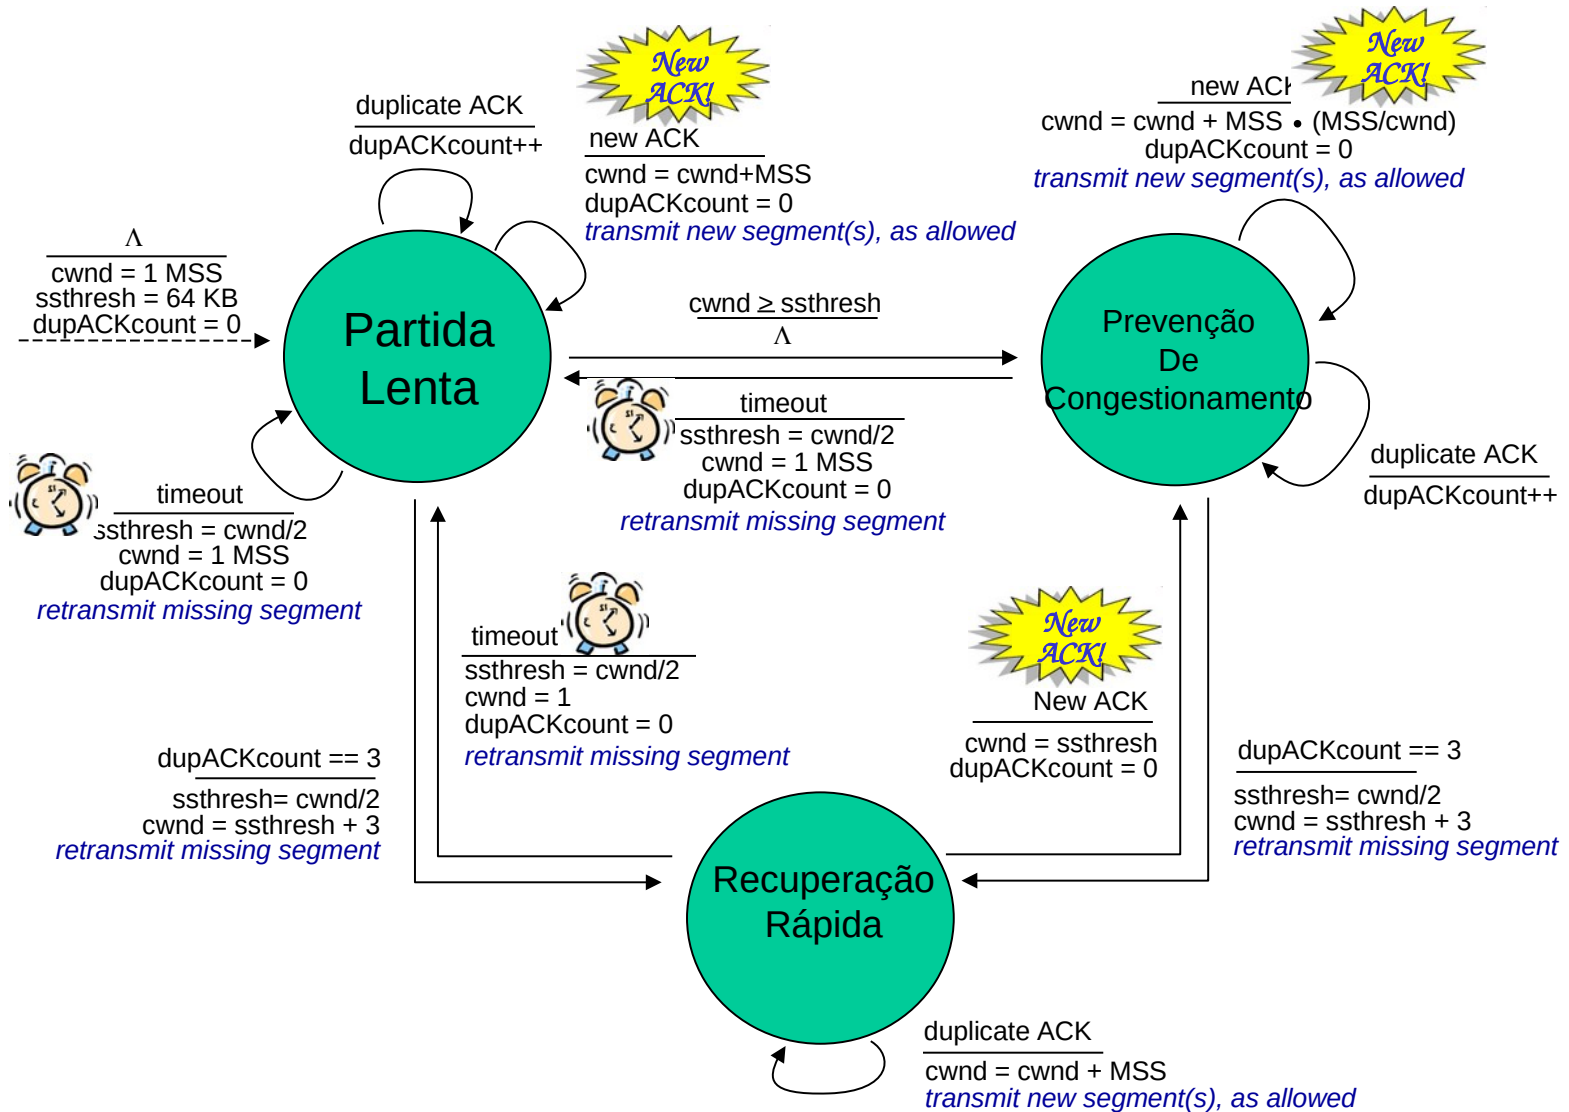 New
ACK!
duplicate ACK
dupACKcount++
new ACK
cwnd = cwnd+MSS
dupACKcount = 0
transmit new segment(s), as allowed
New
ACK!
new ACK
cwnd = cwnd + MSS • (MSS/cwnd)
dupACKcount = 0
transmit new segment(s), as allowed
Λ
cwnd = 1 MSS
ssthresh = 64 KB
dupACKcount = 0
Partida
Lenta
cwnd ≥ ssthresh
Λ
Prevenção
De
Congestionamento
timeout
ssthresh = cwnd/2
cwnd = 1 MSS
dupACKcount = 0
retransmit missing segment
duplicate ACK
dupACKcount++
timeout
ssthresh = cwnd/2
cwnd = 1 MSS
dupACKcount = 0
retransmit missing segment
timeout
ssthresh = cwnd/2
cwnd = 1
dupACKcount = 0
retransmit missing segment
New
ACK!
New ACK
cwnd = ssthresh
dupACKcount = 0
dupACKcount == 3
ssthresh= cwnd/2
cwnd = ssthresh + 3
retransmit missing segment
dupACKcount == 3
ssthresh= cwnd/2
cwnd = ssthresh + 3
retransmit missing segment
Recuperação
Rápida
duplicate ACK
cwnd = cwnd + MSS
transmit new segment(s), as allowed